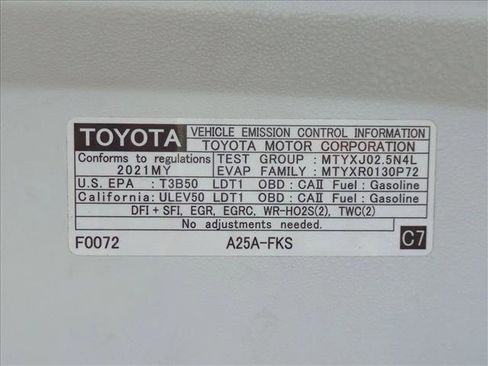 TOYOTA VEHICLE EMISSION CONTROL INFORMATION
TOYOTA MOTOR CORPORATION
Conforms to regulations TEST GROUP : MTYXJ02.5N4L
2021MY EVAP FAMILY : MTYXR0130P72
U.S. EPA : T3B50 LDT1 OBD : CAII Fuel : Gasoline
California: ULEV50 LDT1 OBD : CAII Fuel : Gasoline
DFI + SFI, EGR, EGRC, WR-HO2S(2), TWC(2)
No adjustments needed.
F0072 A25A-FKS C7